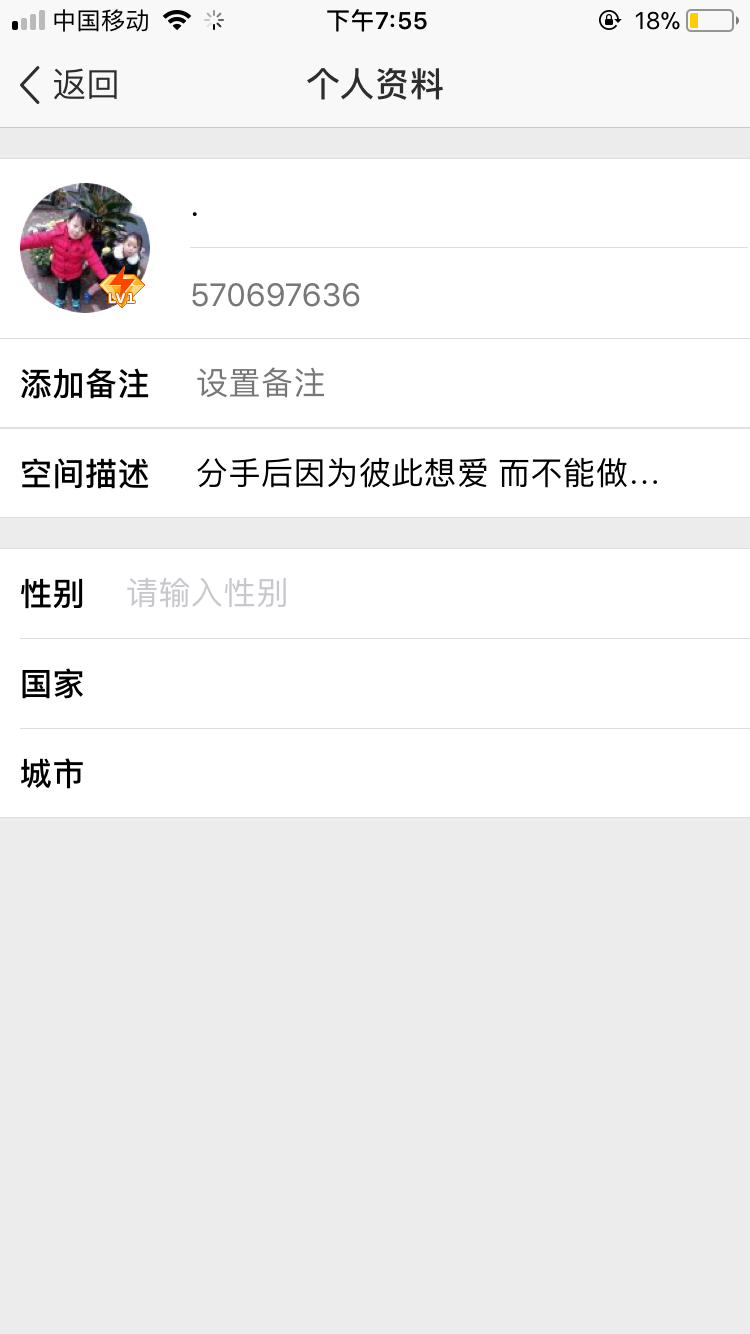 中国移动 下午7:55 18%
返回 个人资料
.
LV1
570697636
添加备注 设置备注
空间描述 分手后因为彼此想爱 而不能做...
性别 请输入性别
国家
城市